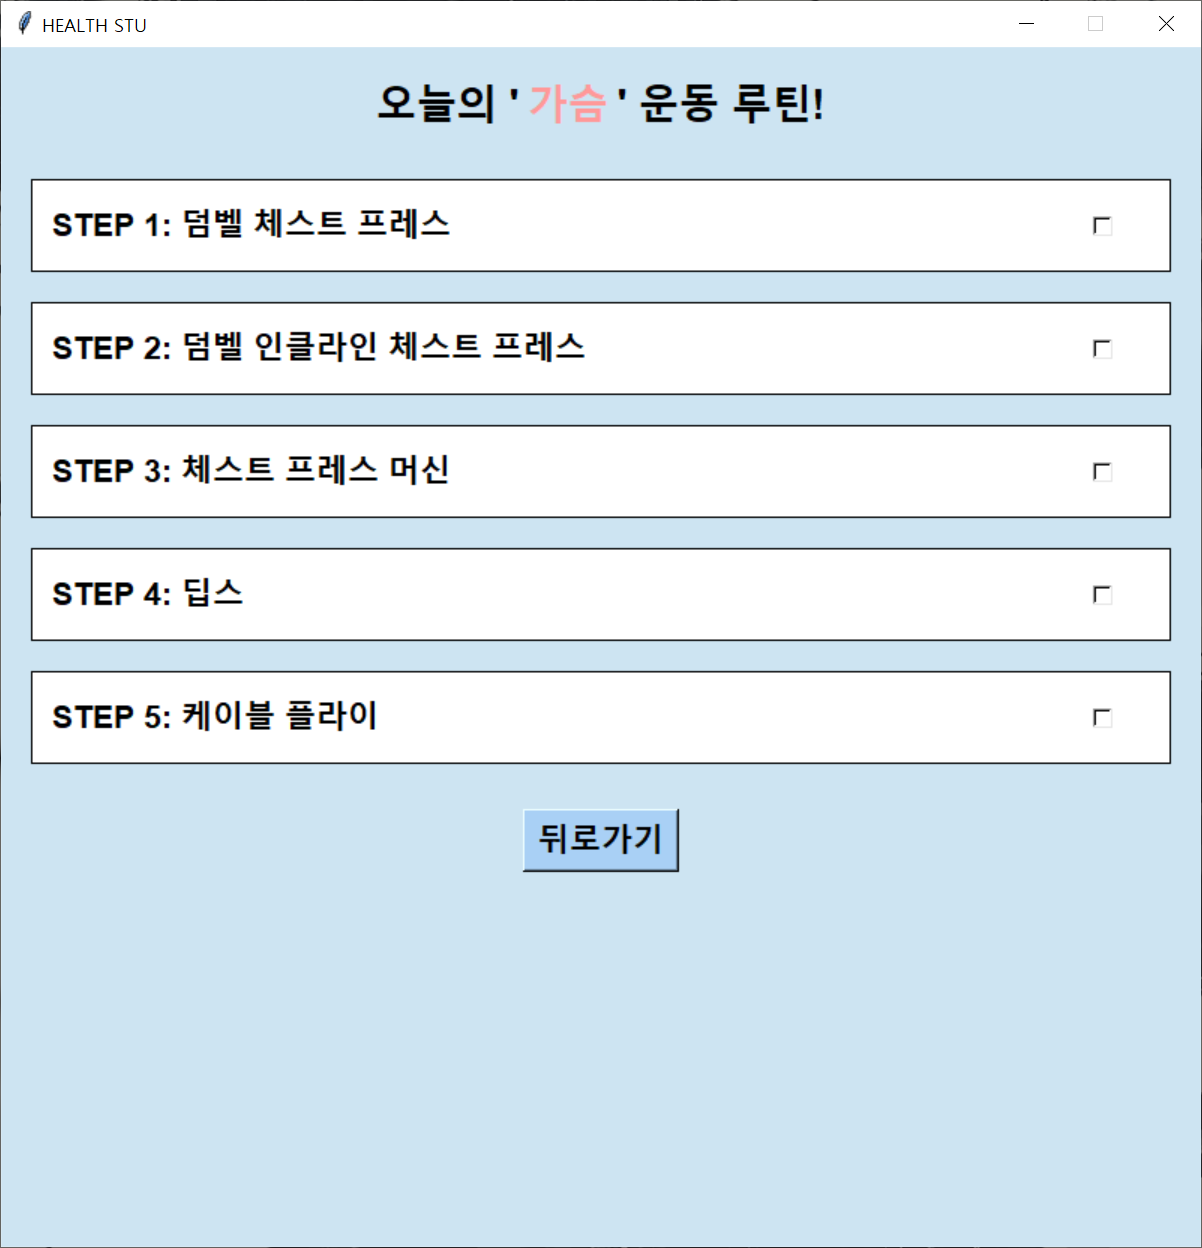 HEALTH STU
오늘의 ' 가슴 ' 운동 루틴!
STEP 1: 덤벨 체스트 프레스
STEP 2: 덤벨 인클라인 체스트 프레스
STEP 3: 체스트 프레스 머신
STEP 4: 딥스
STEP 5: 케이블 플라이
뒤로가기